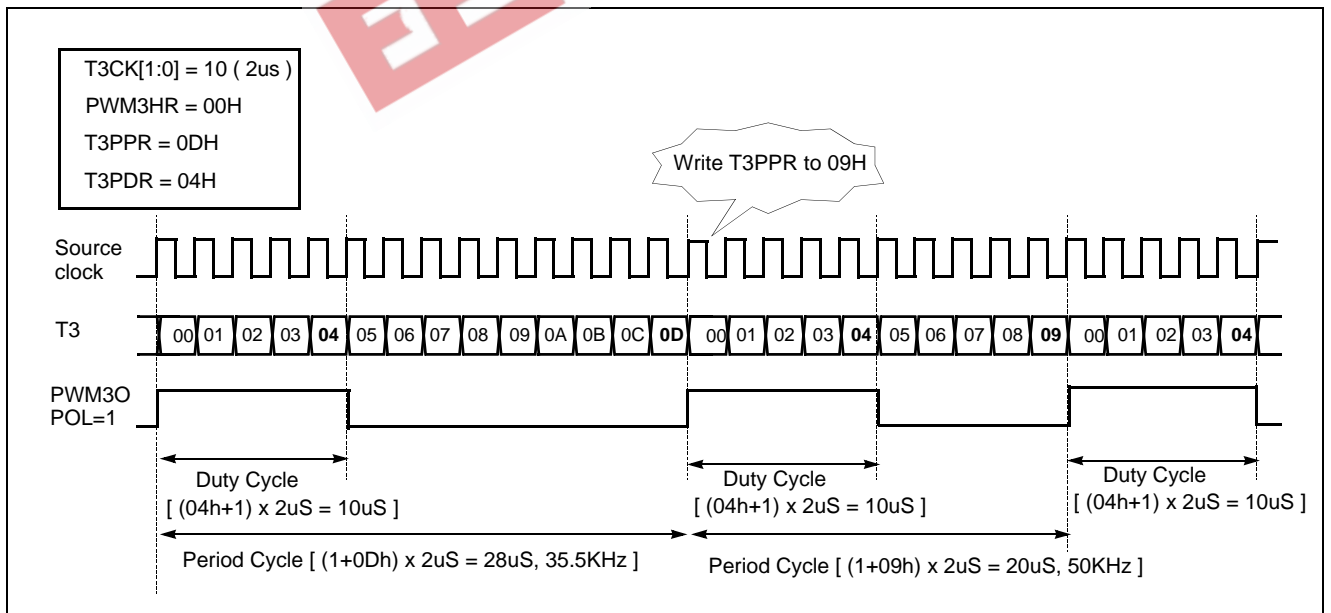 T3CK[1:0] = 10 ( 2us )
PWM3HR = 00H
T3PPR = 0DH
T3PDR = 04H
Write T3PPR to 09H
Source
clock
T3
00 01 02 03 04 05 06 07 08 09 0A 0B 0C 0D 00 01 02 03 04 05 06 07 08 09 00 01 02 03 04
PWM3O
POL=1
Duty Cycle
[ (04h+1) x 2uS = 10uS ]
Duty Cycle
[ (04h+1) x 2uS = 10uS ]
Duty Cycle
[ (04h+1) x 2uS = 10uS ]
Period Cycle [ (1+0Dh) x 2uS = 28uS, 35.5KHz ]
Period Cycle [ (1+09h) x 2uS = 20uS, 50KHz ]